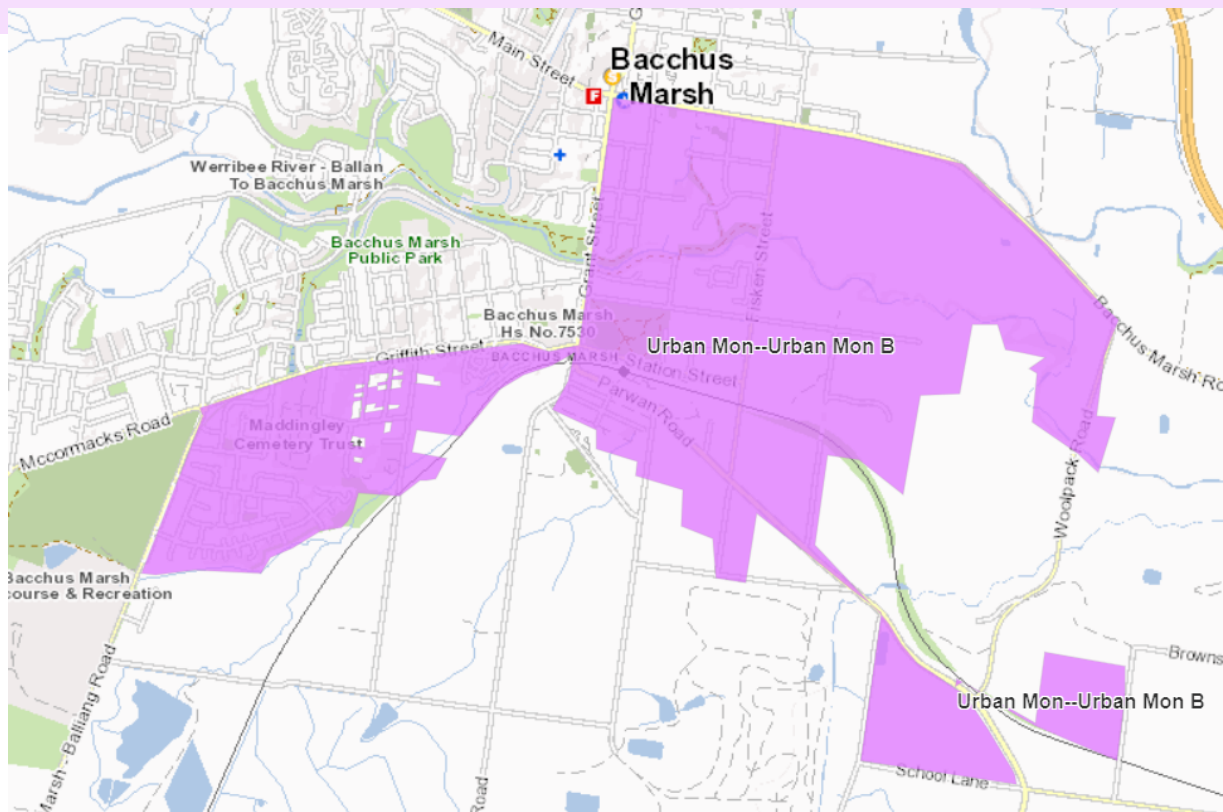 Main Street
G
Bacchus
Marsh
S
F
Werribee River - Ballan
To Bacchus Marsh
Bacchus Marsh
Public Park
Grant Street
Fisken Street
Bacchus Marsh
Hs No.7530
BACCHUS MARSH
Griffith Street
Urban Mon--Urban Mon B
Station Street
Parwan Road
Bacchus Marsh Ro
Maddingley
Cemetery Trust
Mccormacks Road
Woolpack Road
Bacchus Marsh
course & Recreation
Browns
Urban Mon--Urban Mon B
School Lane
Marsh - Balliang Road
Road